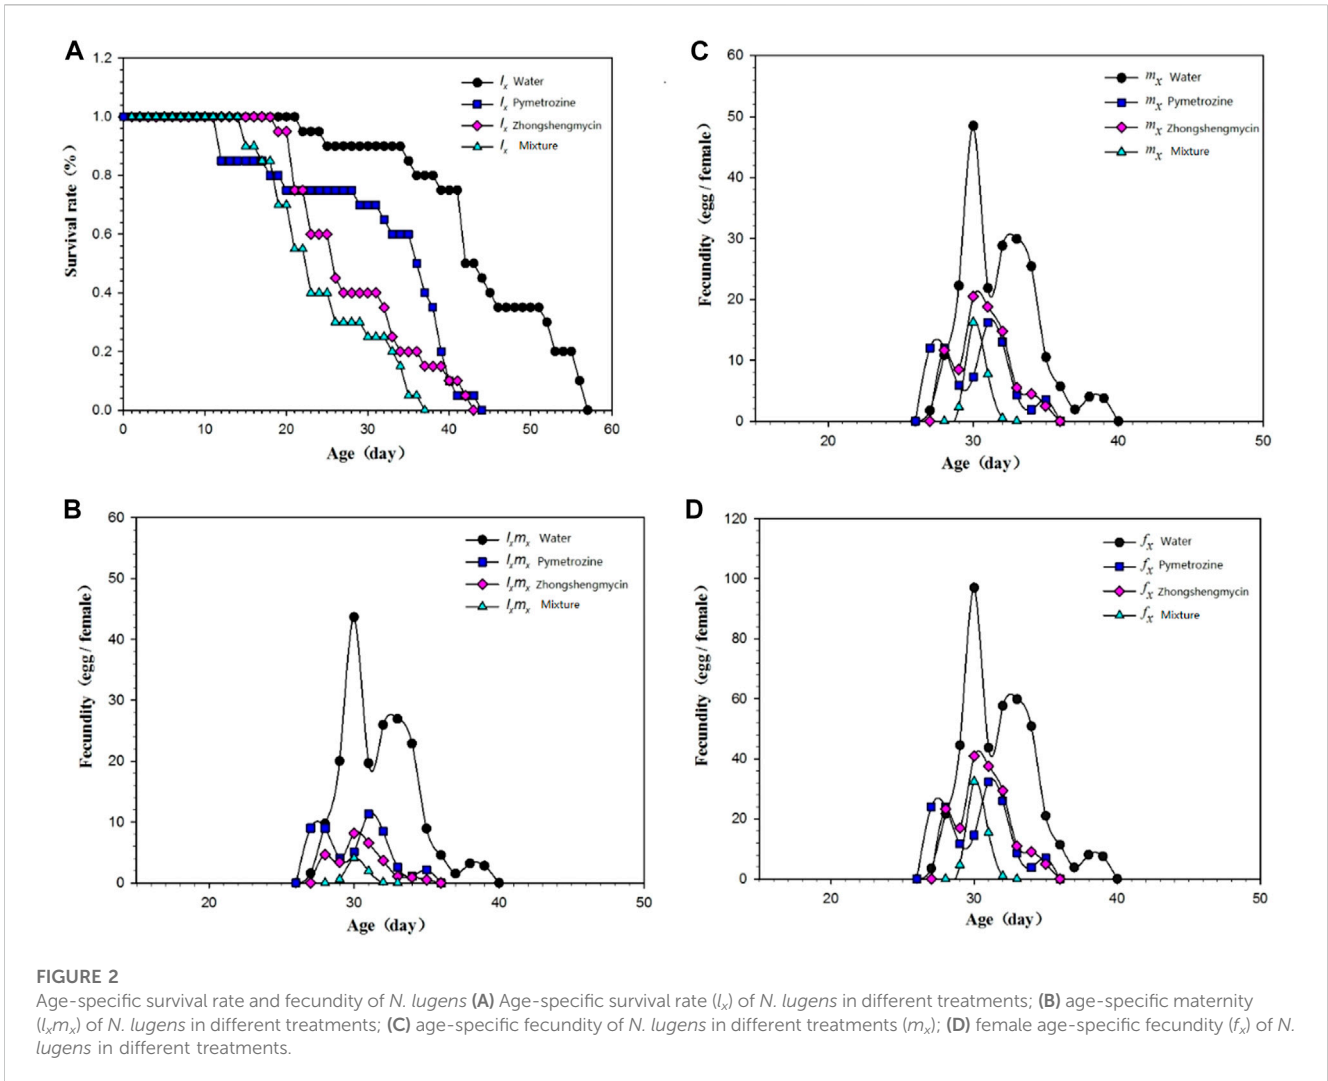 A
1.2
1.0
0.8
0.6
0.4
0.2
0.0
Survival rate (%)
0 10 20 30 40 50 60
Age (day)
lx Water
lx Pymetrozine
lx Zhongshengmycin
lx Mixture
C
60
50
40
30
20
10
0
Fecundity (egg / female)
20 30 40 50
Age (day)
mx Water
mx Pymetrozine
mx Zhongshengmycin
mx Mixture
B
60
50
40
30
20
10
0
Fecundity (egg / female)
20 30 40 50
Age (day)
lxmx Water
lxmx Pymetrozine
lxmx Zhongshengmycin
lxmx Mixture
D
120
100
80
60
40
20
0
Fecundity (egg / female)
20 30 40 50
Age (day)
fx Water
fx Pymetrozine
fx Zhongshengmycin
fx Mixture
FIGURE 2
Age-specific survival rate and fecundity of N. lugens (A) Age-specific survival rate (lx) of N. lugens in different treatments; (B) age-specific maternity
(lxmx) of N. lugens in different treatments; (C) age-specific fecundity of N. lugens in different treatments (mx); (D) female age-specific fecundity (fx) of N.
lugens in different treatments.